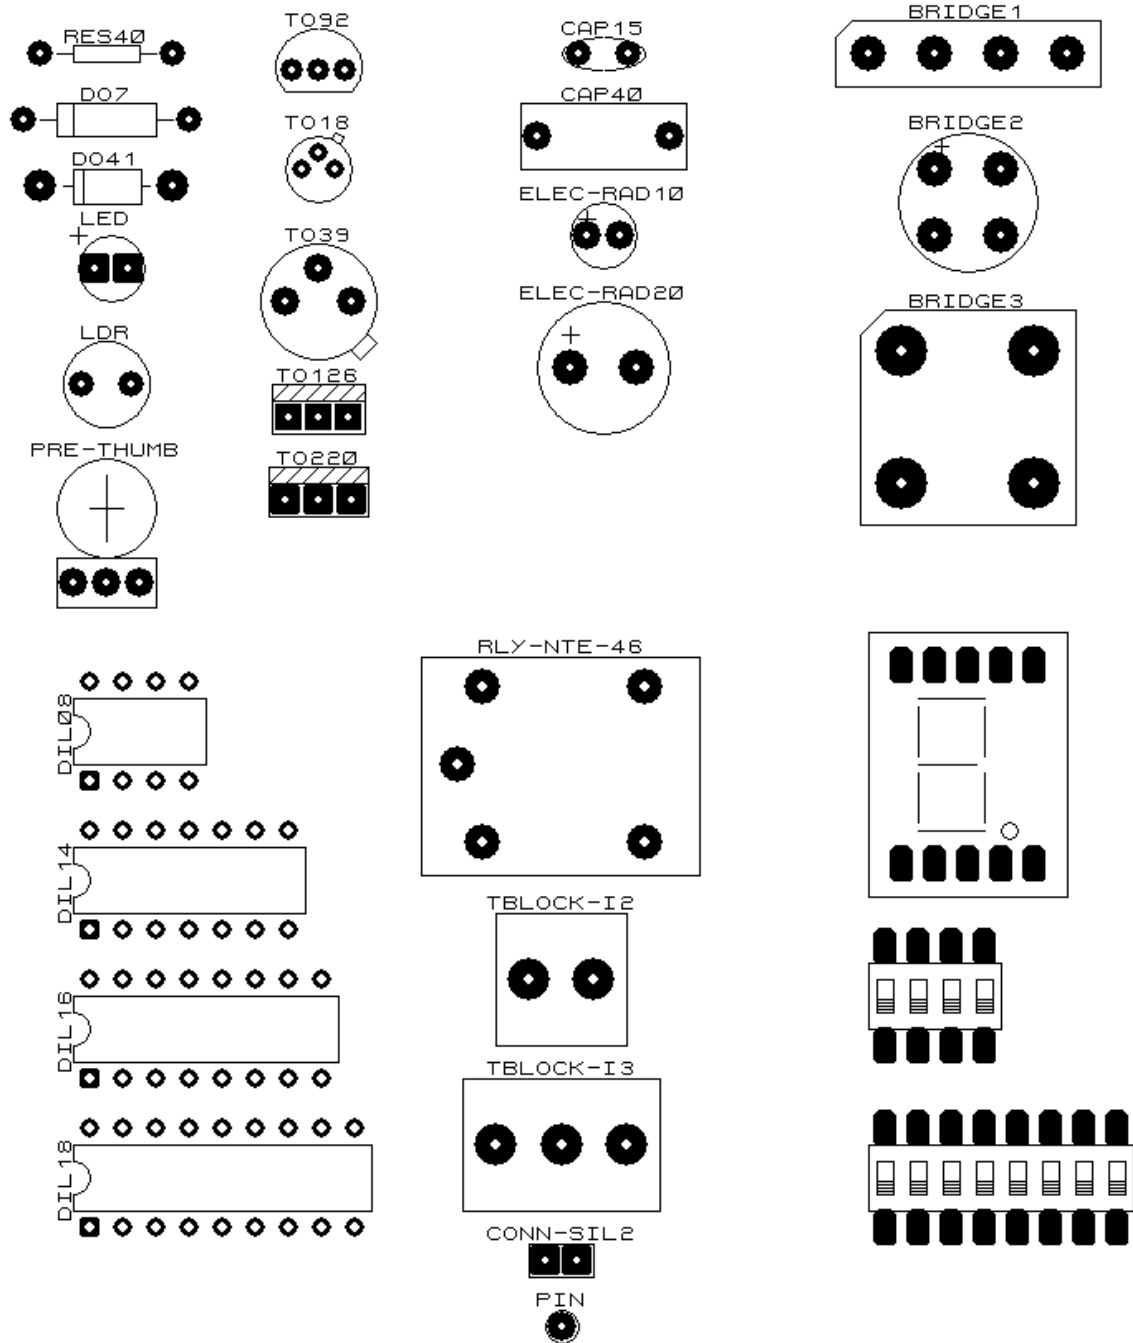 RES40
DO7
DO41
LED
LDR
PRE-THUMB
TO92
TO18
TO39
TO126
TO220
CAP15
CAP40
ELEC-RAD10
ELEC-RAD20
BRIDGE1
BRIDGE2
BRIDGE3
DIL08
DIL14
DIL16
DIL18
RLY-NTE-46
TBLOCK-I2
TBLOCK-I3
CONN-SIL2
PIN